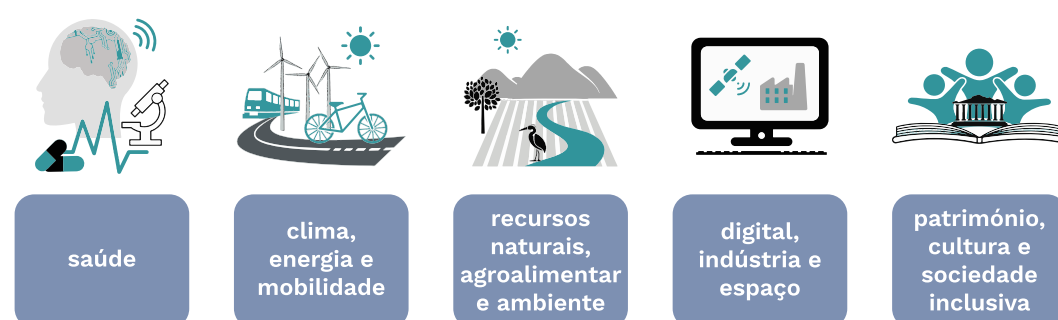 saúde
clima,
energia e
mobilidade
recursos
naturais,
agroalimentar
e ambiente
digital,
indústria e
espaço
património,
cultura e
sociedade
inclusiva